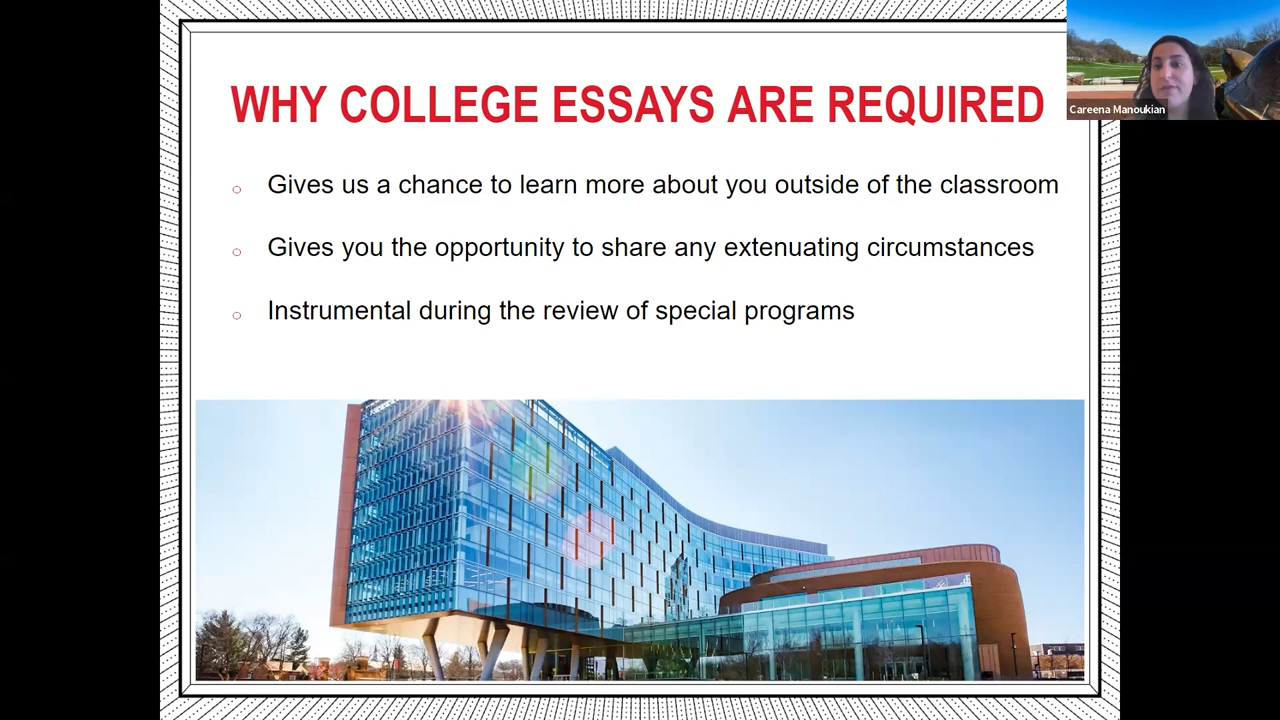 WHY COLLEGE ESSAYS ARE REQUIRED
Careena Manoukian
Gives us a chance to learn more about you outside of the classroom
Gives you the opportunity to share any extenuating circumstances
Instrumental during the review of special programs